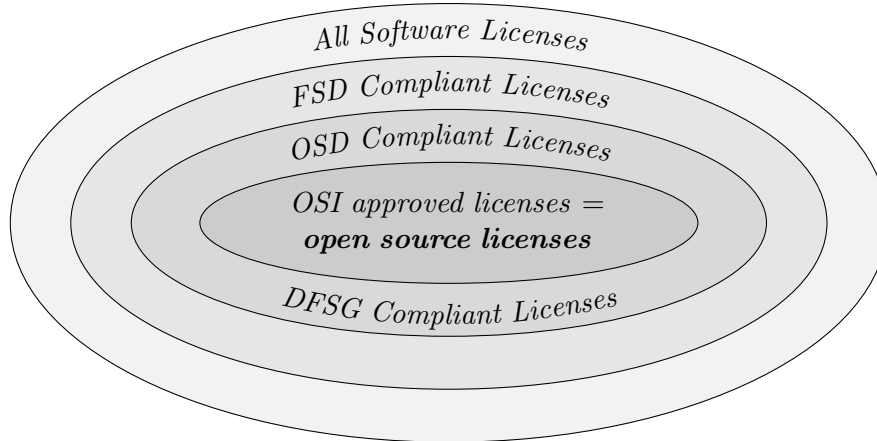 All Software Licenses
FSD Compliant Licenses
OSD Compliant Licenses
OSI approved licenses =
open source licenses
DFSG Compliant Licenses